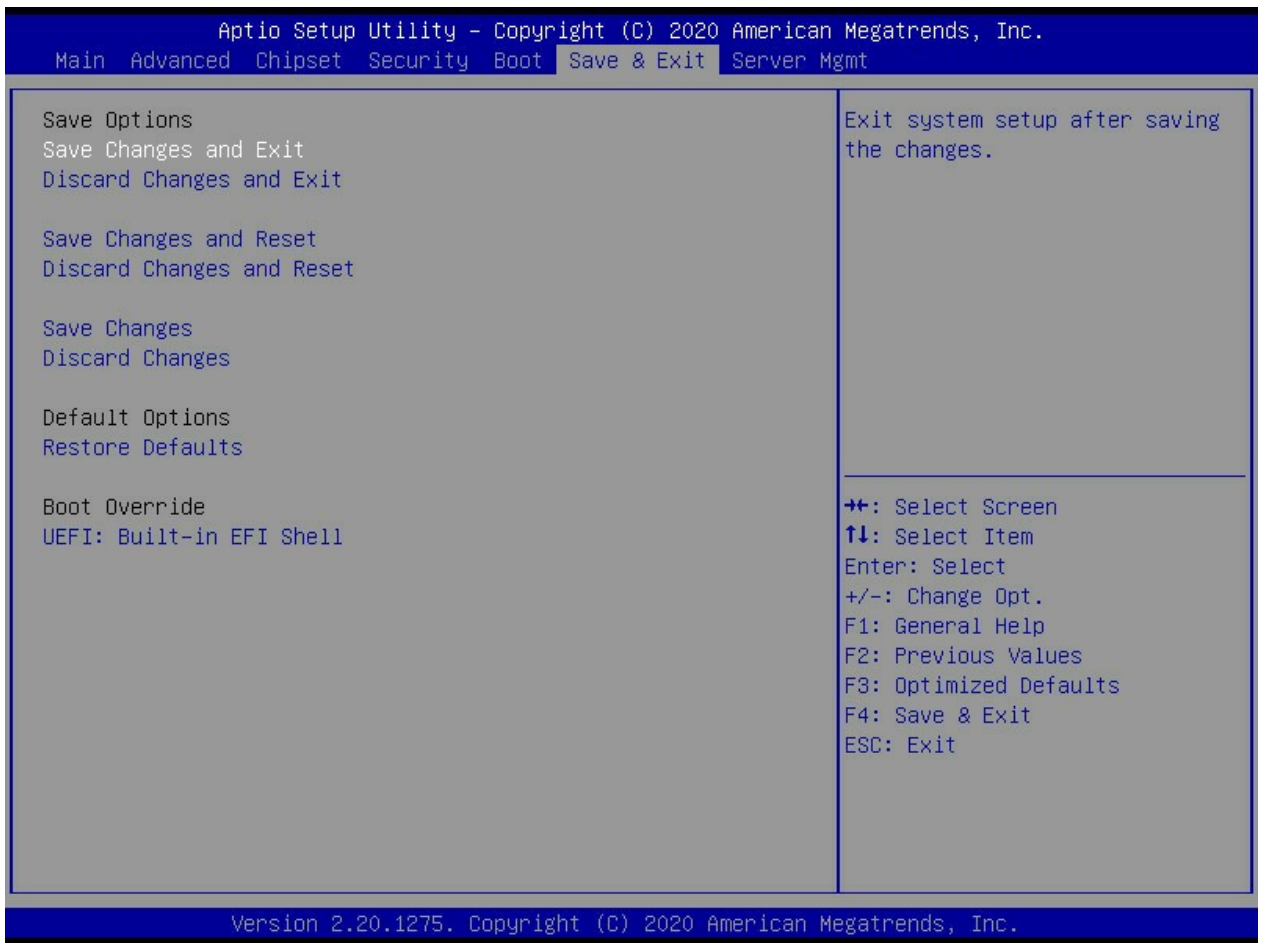 Aptio Setup Utility – Copyright (C) 2020 American Megatrends, Inc.
Main Advanced Chipset Security Boot Save & Exit Server Mgmt
Save Options
Save Changes and Exit
Discard Changes and Exit
Save Changes and Reset
Discard Changes and Reset
Save Changes
Discard Changes
Default Options
Restore Defaults
Boot Override
UEFI: Built-in EFI Shell
Exit system setup after saving
the changes.
→←: Select Screen
↑↓: Select Item
Enter: Select
+/-: Change Opt.
F1: General Help
F2: Previous Values
F3: Optimized Defaults
F4: Save & Exit
ESC: Exit
Version 2.20.1275. Copyright (C) 2020 American Megatrends, Inc.